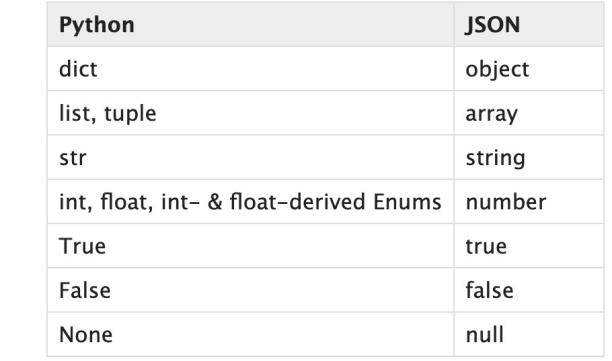 Python JSON
dict object
list, tuple array
str string
int, float, int- & float-derived Enums number
True true
False false
None null